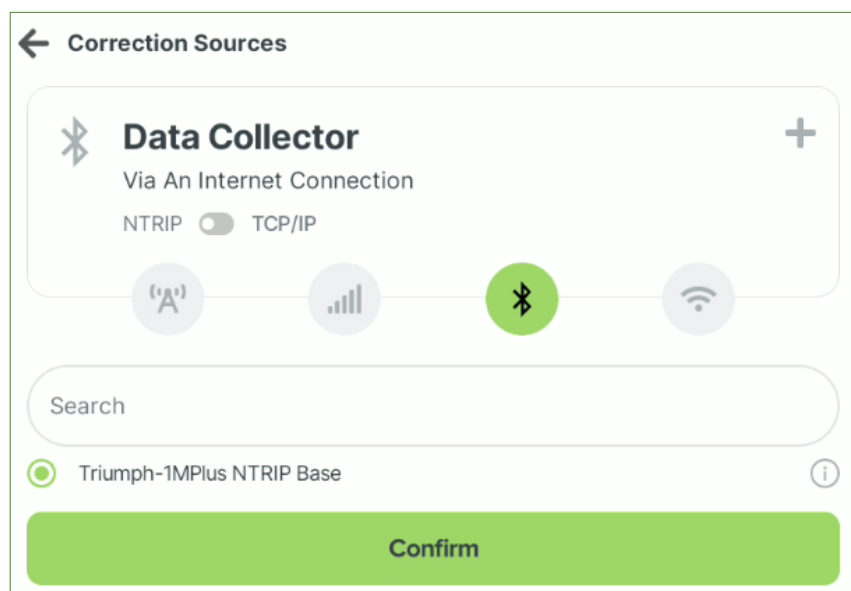 Correction Sources
Data Collector
Via An Internet Connection
NTRIP TCP/IP
Search
Triumph-1MPlus NTRIP Base
Confirm